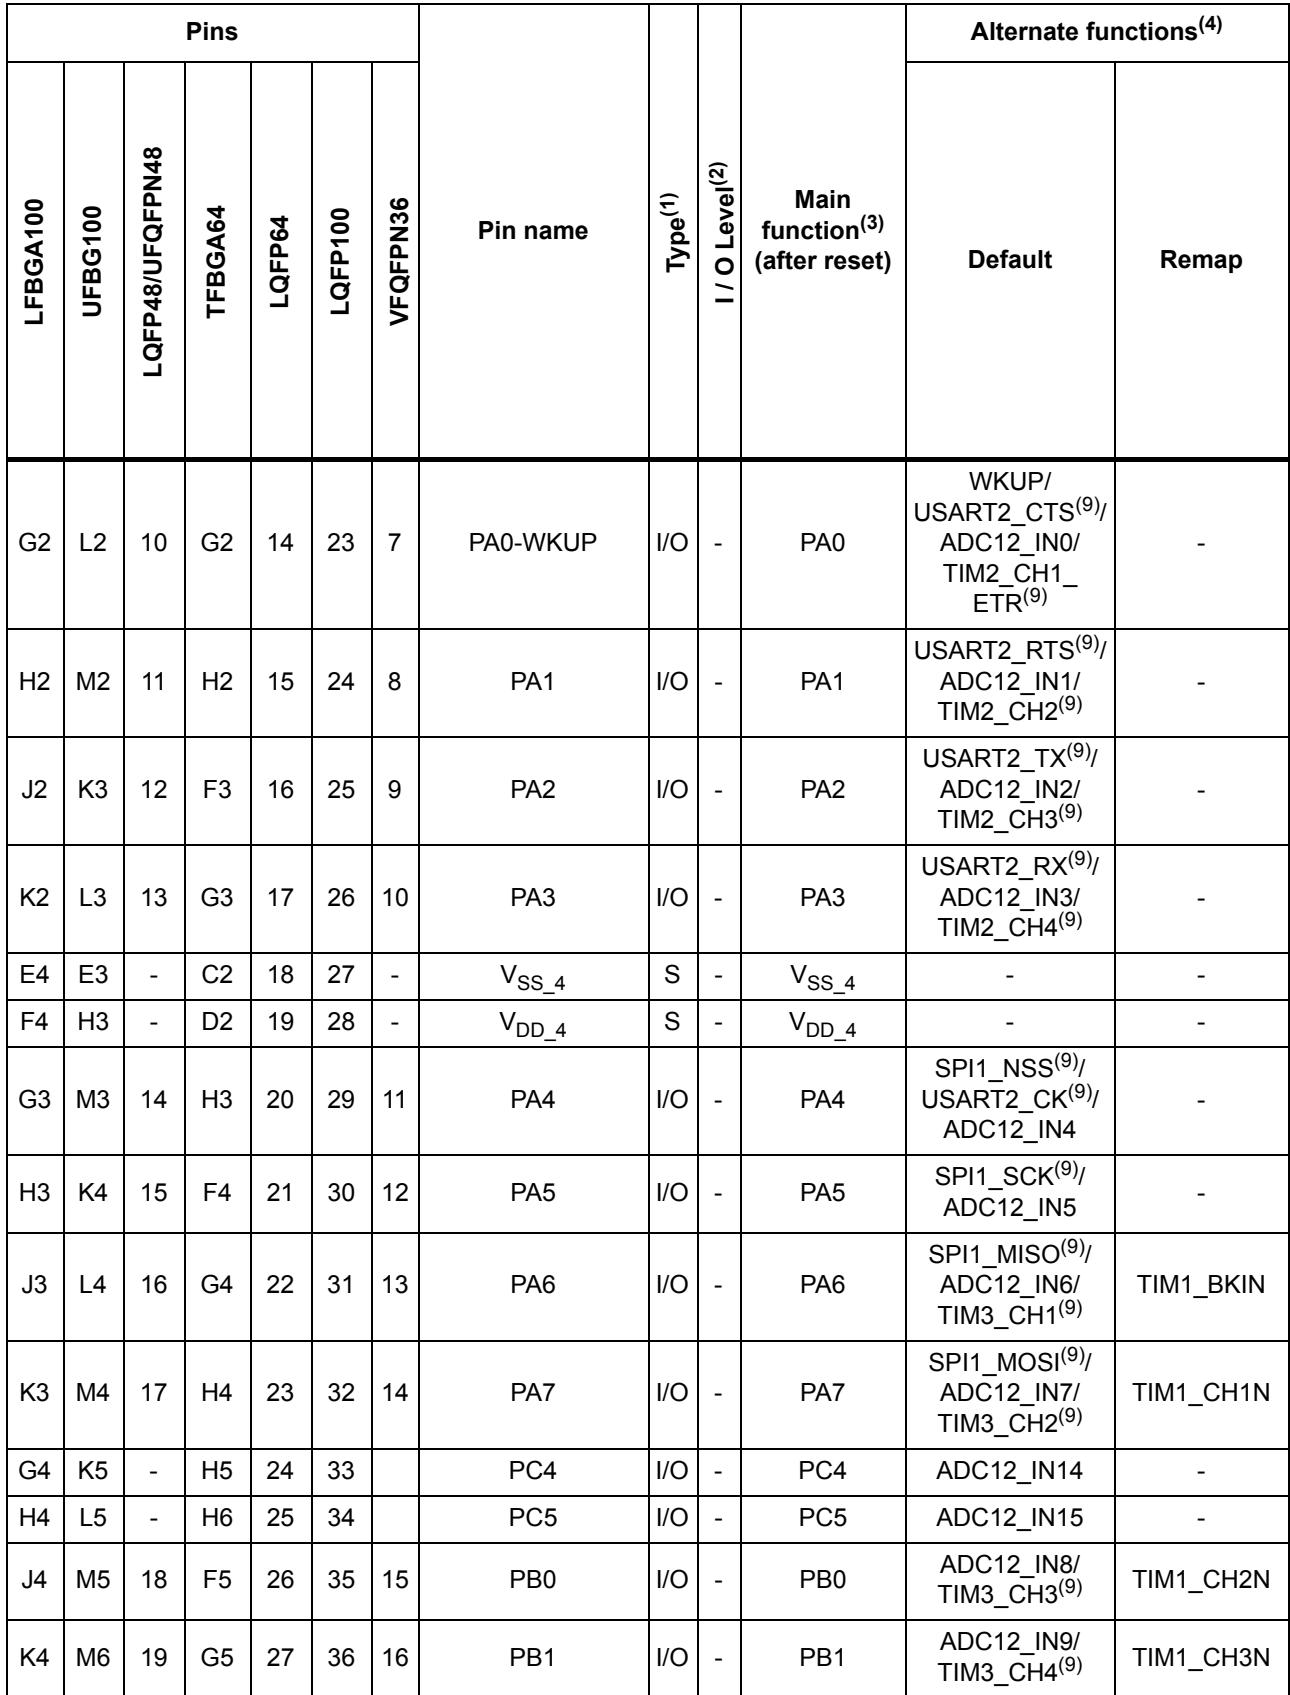 Pins
Alternate functions(4)
LFBGA100
UFBG100
LQFP48/UFQFPN48
TFBGA64
LQFP64
LQFP100
VFQFPN36
Pin name
Type(1)
I / O Level(2)
Main
function(3)
(after reset)
Default
Remap
G2 L2 10 G2 14 23 7 PA0-WKUP I/O - PA0
WKUP/
USART2_CTS(9)/
ADC12_IN0/
TIM2_CH1_
ETR(9)
-
H2 M2 11 H2 15 24 8 PA1 I/O - PA1
USART2_RTS(9)/
ADC12_IN1/
TIM2_CH2(9)
-
J2 K3 12 F3 16 25 9 PA2 I/O - PA2
USART2_TX(9)/
ADC12_IN2/
TIM2_CH3(9)
-
K2 L3 13 G3 17 26 10 PA3 I/O - PA3
USART2_RX(9)/
ADC12_IN3/
TIM2_CH4(9)
-
E4 E3 - C2 18 27 - VSS_4 S - VSS_4 - -
F4 H3 - D2 19 28 - VDD_4 S - VDD_4 - -
G3 M3 14 H3 20 29 11 PA4 I/O - PA4
SPI1_NSS(9)/
USART2_CK(9)/
ADC12_IN4
-
H3 K4 15 F4 21 30 12 PA5 I/O - PA5
SPI1_SCK(9)/
ADC12_IN5
-
J3 L4 16 G4 22 31 13 PA6 I/O - PA6
SPI1_MISO(9)/
ADC12_IN6/
TIM3_CH1(9)
TIM1_BKIN
K3 M4 17 H4 23 32 14 PA7 I/O - PA7
SPI1_MOSI(9)/
ADC12_IN7/
TIM3_CH2(9)
TIM1_CH1N
G4 K5 - H5 24 33 PC4 I/O - PC4 ADC12_IN14 -
H4 L5 - H6 25 34 PC5 I/O - PC5 ADC12_IN15 -
J4 M5 18 F5 26 35 15 PB0 I/O - PB0
ADC12_IN8/
TIM3_CH3(9)
TIM1_CH2N
K4 M6 19 G5 27 36 16 PB1 I/O - PB1
ADC12_IN9/
TIM3_CH4(9)
TIM1_CH3N